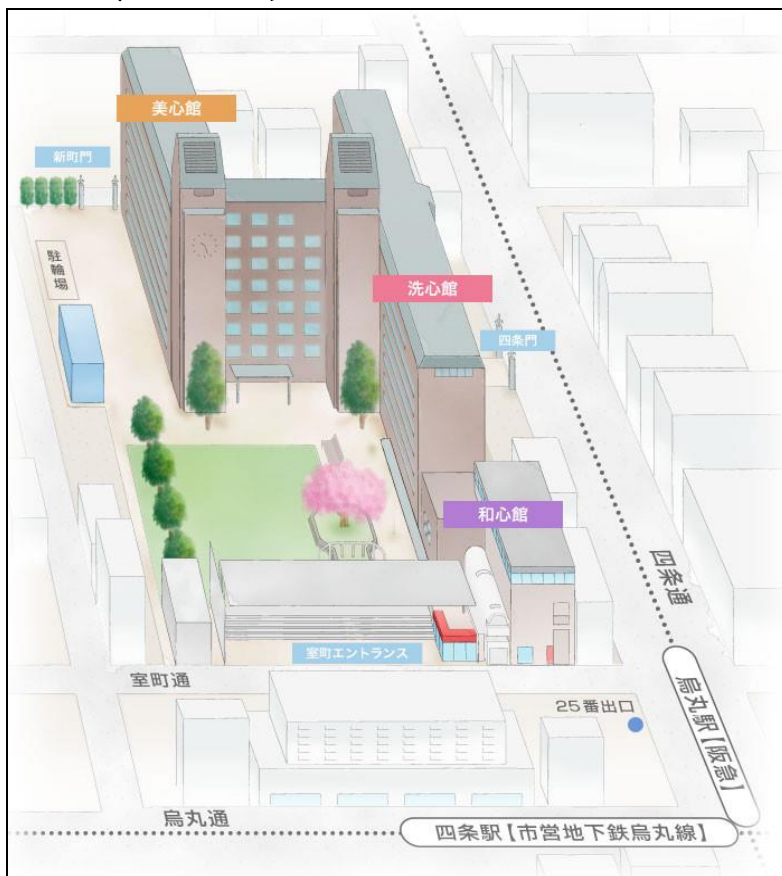 美心館
新町門
駐輪場
洗心館
四条門
和心館
四条通
室町エントランス
室町通
25番出口
烏丸駅【阪急】
烏丸通
四条駅【市営地下鉄烏丸線】